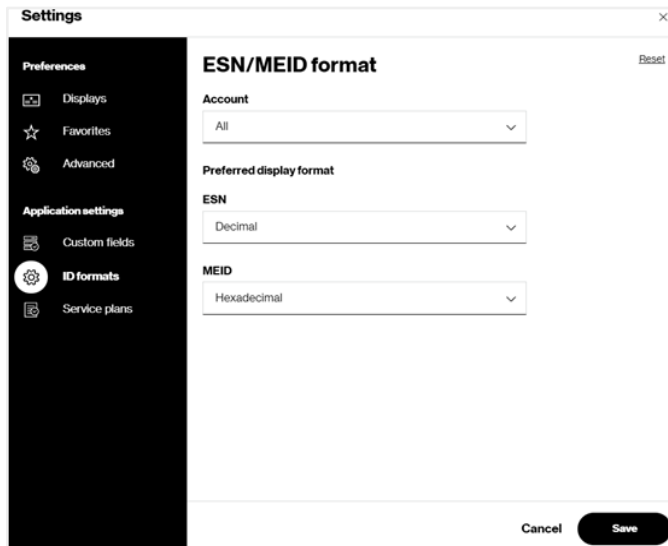 Settings
Preferences
Displays
Favorites
Advanced
Application settings
Custom fields
ID formats
Service plans
ESN/MEID format
Reset
Account
All
Preferred display format
ESN
Decimal
MEID
Hexadecimal
Cancel
Save